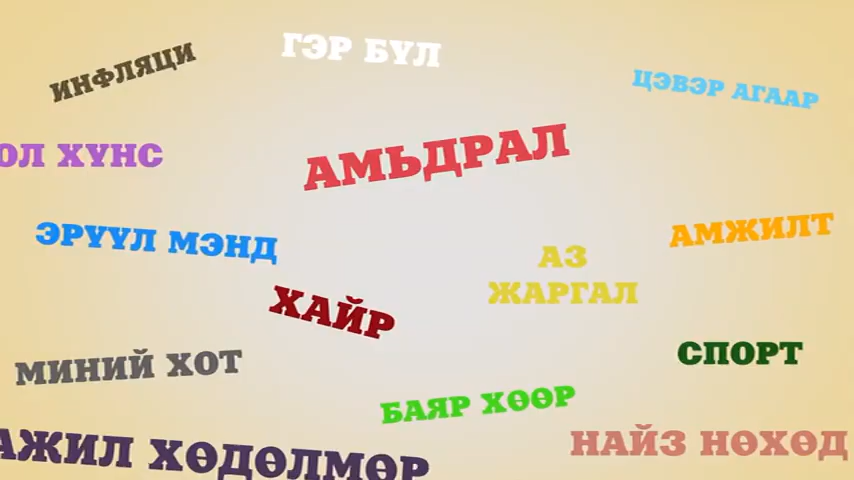 ИНФЛЯЦИ
ГЭР БҮЛ
ЦЭВЭР АГААР
АМЬДРАЛ
ОЛ ХҮНС
ЭРҮҮЛ МЭНД
АМЖИЛТ
АЗ
ЖАРГАЛ
ХАЙР
СПОРТ
МИНИЙ ХОТ
БАЯР ХӨӨР
АЖИЛ ХӨДӨЛМӨР
НАЙЗ НӨХӨД